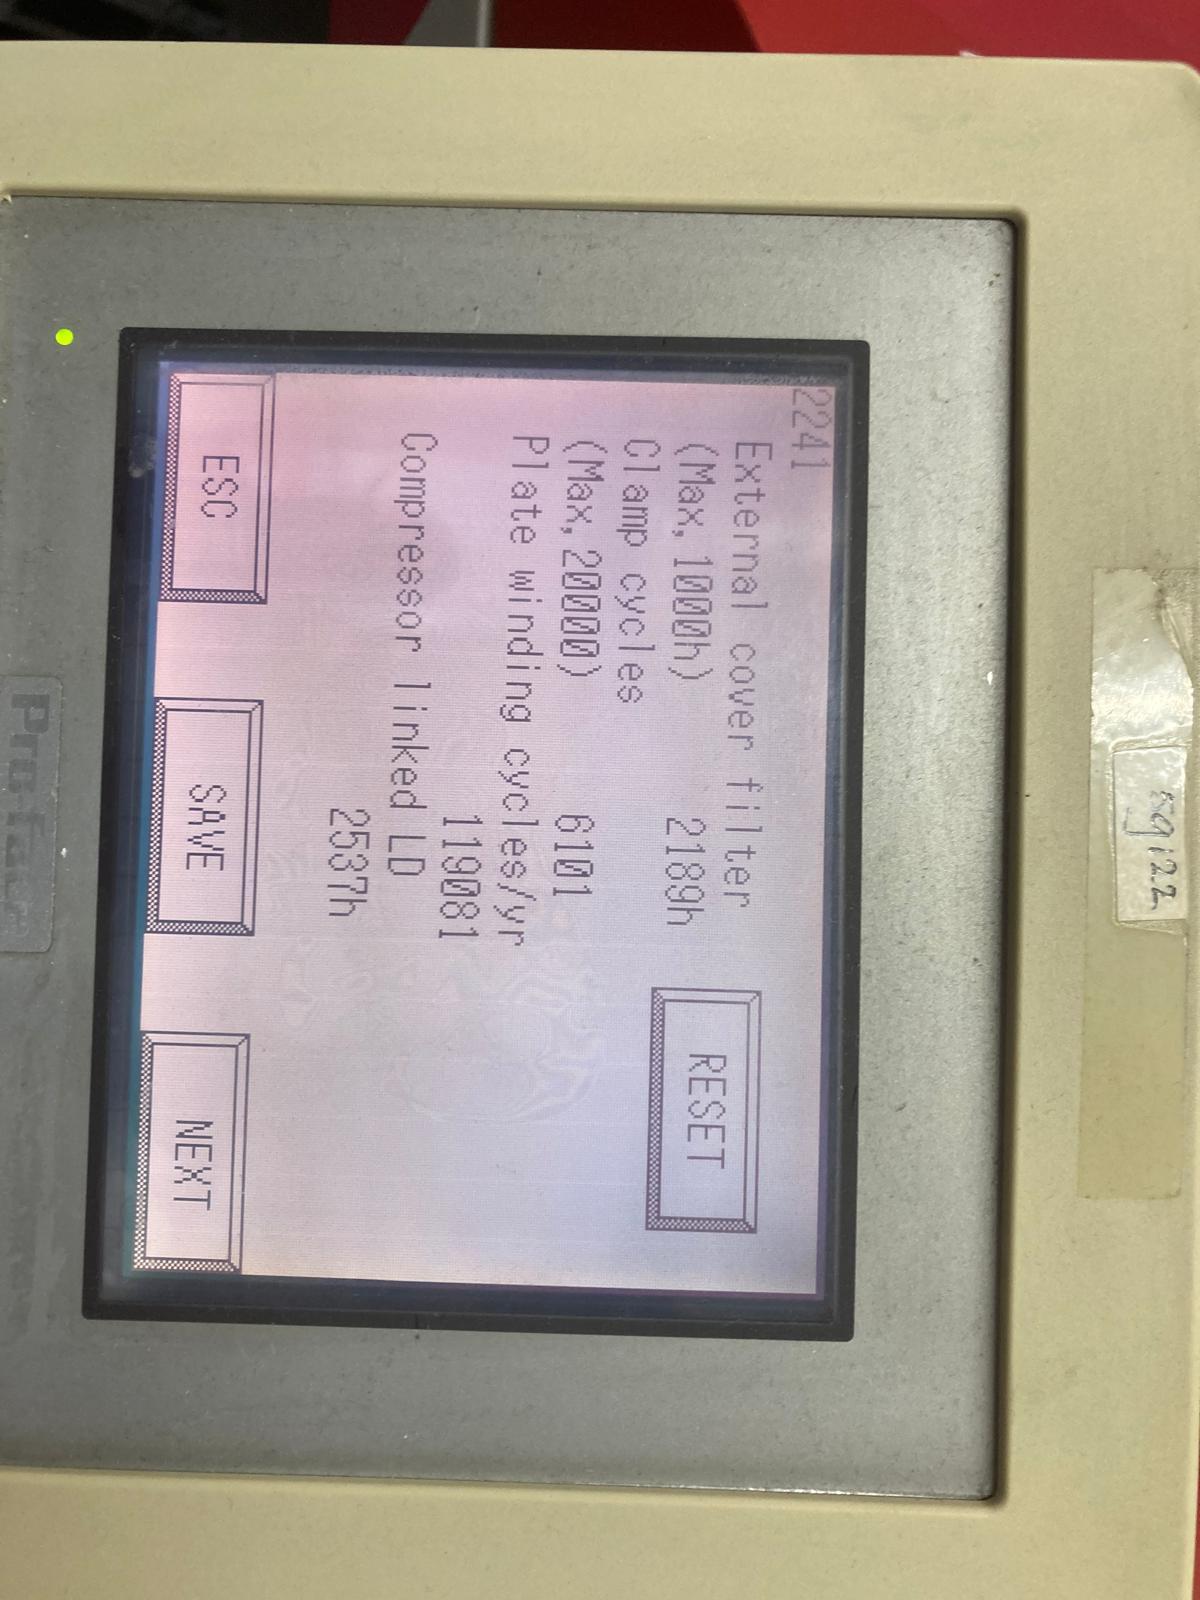 2241
External cover filter
(Max, 1000h) 2189h
RESET
Clamp cycles
(Max, 20000) 6101
Plate winding cycles/yr
119081
Compressor linked LD
2537h
ESC
SAVE
NEXT